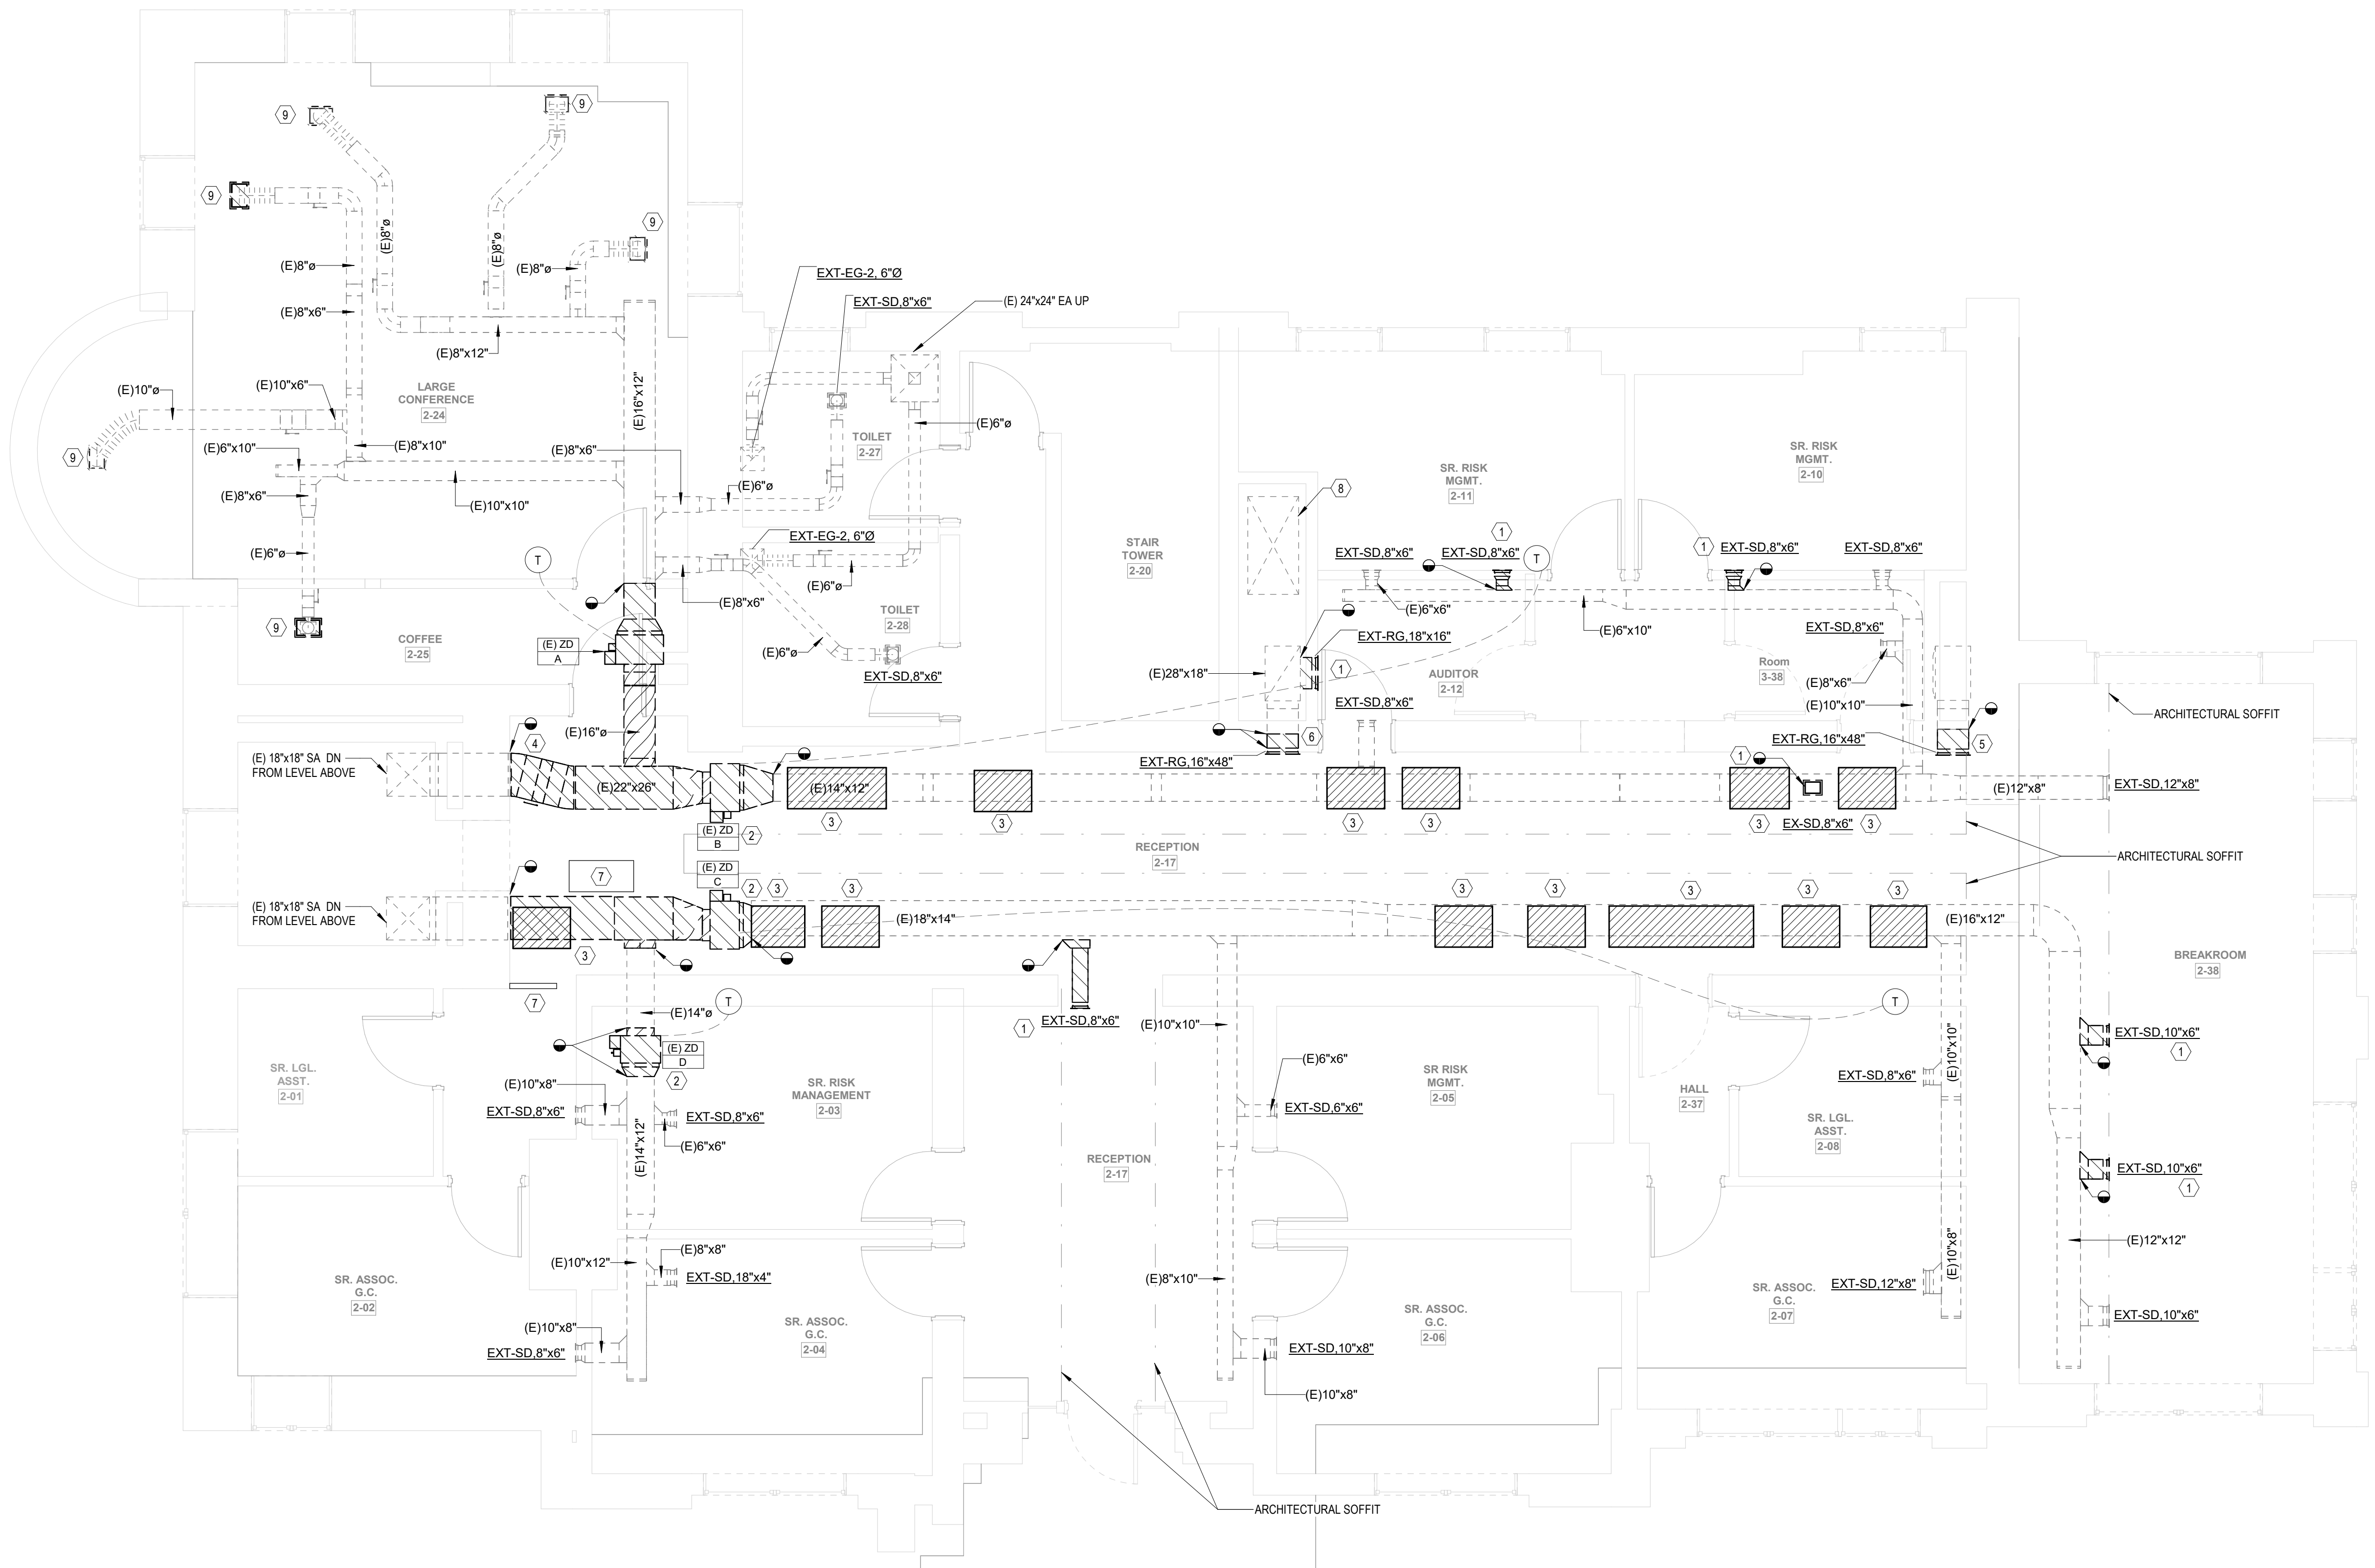 9
9
9
9
(E)8"ø
(E)8"ø
(E)8"ø
(E)8"ø
(E)8"x6"
(E)8"x12"
EXT-EG-2, 6"Ø
EXT-SD,8"x6"
(E) 24"x24" EA UP
(E)10"ø
(E)10"x6"
LARGE
CONFERENCE
2-24
(E)16"x12"
(E)6"ø
TOILET
2-27
(E)8"x10"
(E)6"x10"
(E)8"x6"
9
(E)8"x6"
(E)10"x10"
(E)6"ø
8
SR. RISK
MGMT.
2-11
SR. RISK
MGMT.
2-10
EXT-EG-2, 6"Ø
(E)6"ø
T
STAIR
TOWER
2-20
1
EXT-SD,8"x6"
EXT-SD,8"x6"
T
1
EXT-SD,8"x6"
EXT-SD,8"x6"
(E)6"ø
(E)8"x6"
TOILET
2-28
(E)6"x6"
(E)6"x10"
EXT-SD,8"x6"
9
COFFEE
2-25
(E) ZD
A
(E)6"ø
EXT-SD,8"x6"
EXT-RG,18"x16"
(E)28"x18"
1
AUDITOR
2-12
Room
3-38
(E)8"x6"
EXT-SD,8"x6"
(E)10"x10"
ARCHITECTURAL SOFFIT
(E)16"ø
4
6
EXT-RG,16"x48"
EXT-RG,16"x48"
5
(E) 18"x18" SA DN
FROM LEVEL ABOVE
(E)22"x26"
(E)14"x12"
1
(E)12"x8"
EXT-SD,12"x8"
(E) ZD
B
2
3
3
3
3
3
EX-SD,8"x6"
3
RECEPTION
2-17
ARCHITECTURAL SOFFIT
7
(E) ZD
C
2
3
3
3
3
3
3
3
(E) 18"x18" SA DN
FROM LEVEL ABOVE
(E)18"x14"
(E)16"x12"
3
BREAKROOM
2-38
7
(E)14"ø
T
1
EXT-SD,8"x6"
(E)10"x10"
T
EXT-SD,10"x6"
1
(E) ZD
D
2
(E)10"x10"
SR. LGL.
ASST.
2-01
(E)10"x8"
EXT-SD,8"x6"
EXT-SD,8"x6"
(E)6"x6"
(E)14"x12"
SR. RISK
MANAGEMENT
2-03
(E)6"x6"
EXT-SD,6"x6"
SR RISK
MGMT.
2-05
HALL
2-37
EXT-SD,8"x6"
SR. LGL.
ASST.
2-08
RECEPTION
2-17
EXT-SD,10"x6"
1
(E)12"x12"
(E)10"x12"
(E)8"x8"
EXT-SD,18"x4"
(E)8"x10"
(E)10"x8"
EXT-SD,12"x8"
SR. ASSOC.
G.C.
2-02
SR. ASSOC.
G.C.
2-07
EXT-SD,10"x6"
(E)10"x8"
EXT-SD,8"x6"
SR. ASSOC.
G.C.
2-04
SR. ASSOC.
G.C.
2-06
EXT-SD,10"x8"
(E)10"x8"
ARCHITECTURAL SOFFIT